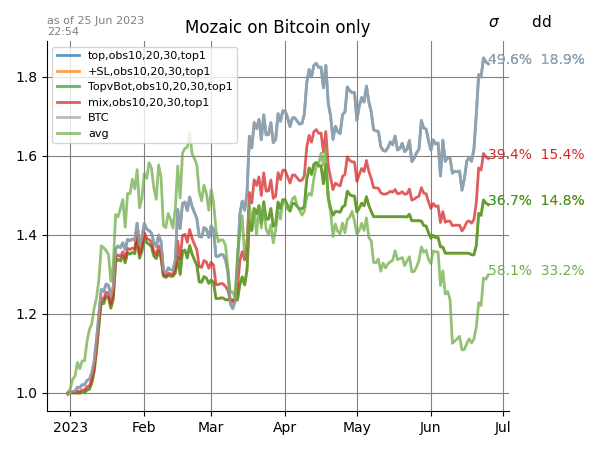 as of 25 Jun 2023
22:54
Mozaic on Bitcoin only
σ dd
top,obs10,20,30,top1
+SL,obs10,20,30,top1
TopvBot,obs10,20,30,top1
mix,obs10,20,30,top1
BTC
avg
49.6% 18.9%
39.4% 15.4%
36.7% 14.8%
58.1% 33.2%
1.8
1.6
1.4
1.2
1.0
2023 Feb Mar Apr May Jun Jul